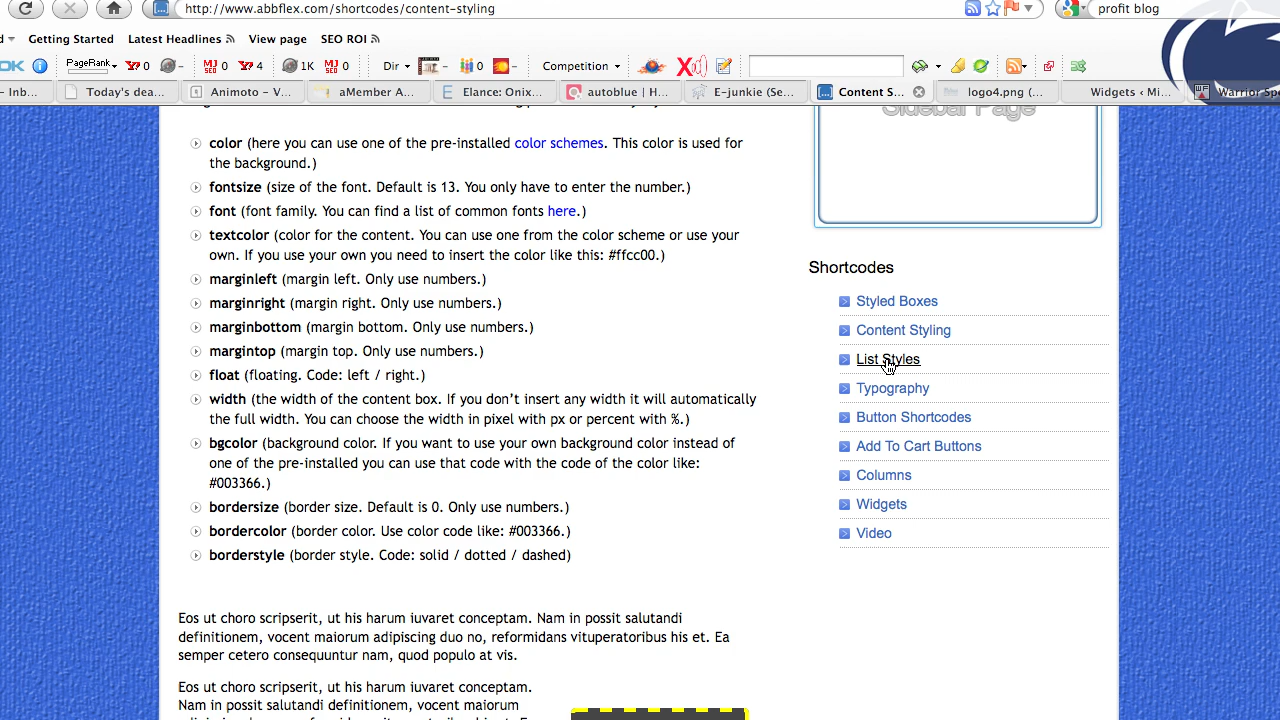 http://www.abbflex.com/shortcodes/content-styling
profit blog
Getting Started Latest Headlines View page SEO ROI
OK PageRank 0 MJ SEO 0 4 1K MJ SEO 0 Dir 0 Competition
Inb... Today's dea... Animoto – V... aMember A... Elance: Onix... autoblue | H... E-junkie (Se... Content S... logo4.png (... Widgets ‹ Mi... Warrior Spe
Sidebar Page
color (here you can use one of the pre-installed color schemes. This color is used for
the background.)
fontsize (size of the font. Default is 13. You only have to enter the number.)
font (font family. You can find a list of common fonts here.)
textcolor (color for the content. You can use one from the color scheme or use your
own. If you use your own you need to insert the color like this: #ffcc00.)
marginleft (margin left. Only use numbers.)
marginright (margin right. Only use numbers.)
marginbottom (margin bottom. Only use numbers.)
margintop (margin top. Only use numbers.)
float (floating. Code: left / right.)
width (the width of the content box. If you don't insert any width it will automatically
the full width. You can choose the width in pixel with px or percent with %.)
bgcolor (background color. If you want to use your own background color instead of
one of the pre-installed you can use that code with the code of the color like:
#003366.)
bordersize (border size. Default is 0. Only use numbers.)
bordercolor (border color. Use color code like: #003366.)
borderstyle (border style. Code: solid / dotted / dashed)
Eos ut choro scripserit, ut his harum iuvaret conceptam. Nam in possit salutandi
definitionem, vocent maiorum adipiscing duo no, reformidans vituperatoribus his et. Ea
semper cetero consequuntur nam, quod populo at vis.
Eos ut choro scripserit, ut his harum iuvaret conceptam.
Nam in possit salutandi definitionem, vocent maiorum
Shortcodes
Styled Boxes
Content Styling
List Styles
Typography
Button Shortcodes
Add To Cart Buttons
Columns
Widgets
Video